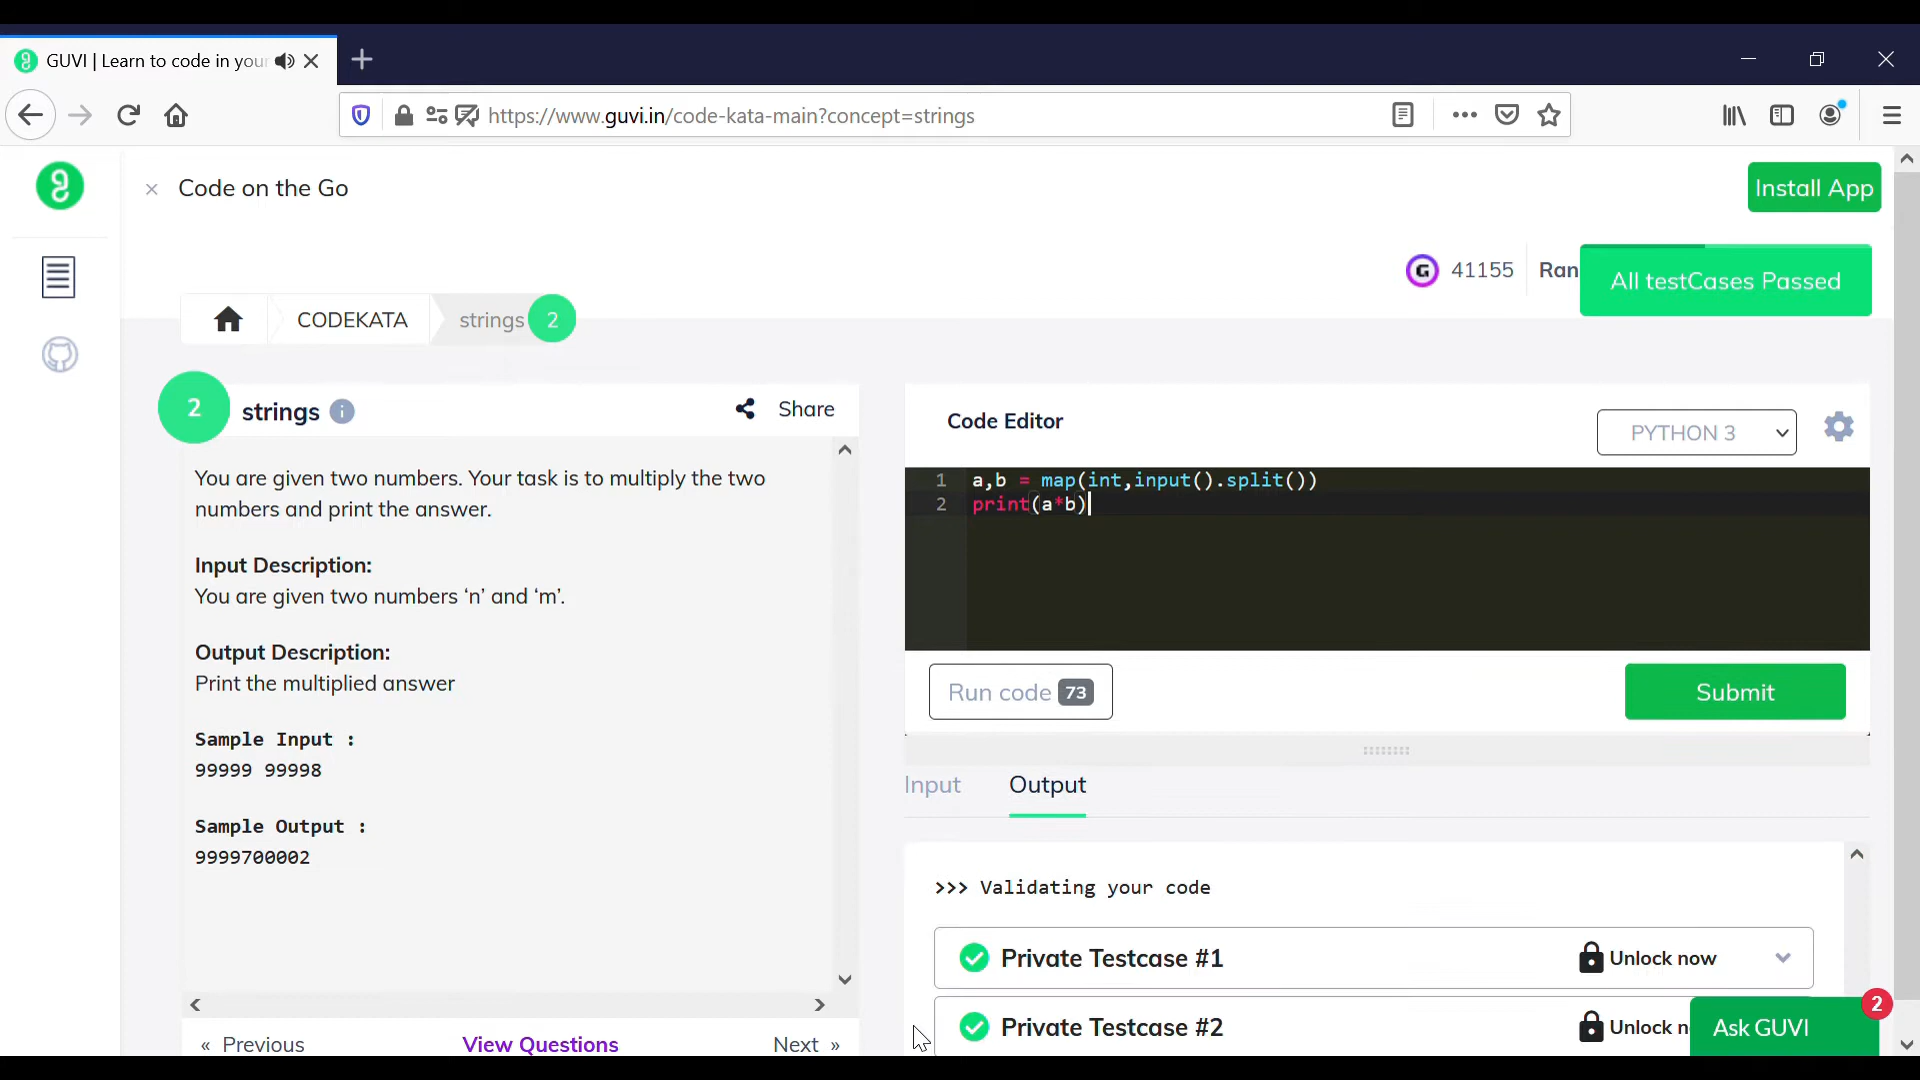 GUVI | Learn to code in your
https://www.guvi.in/code-kata-main?concept=strings
Code on the Go
Install App
41155
Ran
All testCases Passed
CODEKATA
strings 2
2 strings
Share
You are given two numbers. Your task is to multiply the two
numbers and print the answer.
Input Description:
You are given two numbers ‘n’ and ‘m’.
Output Description:
Print the multiplied answer
Sample Input :
99999 99998
Sample Output :
9999700002
« Previous
View Questions
Next »
Code Editor
PYTHON 3
1 a,b = map(int,input().split())
2 print(a*b)
Run code 73
Submit
Input
Output
>>> Validating your code
Private Testcase #1
Unlock now
Private Testcase #2
Unlock n
Ask GUVI
2